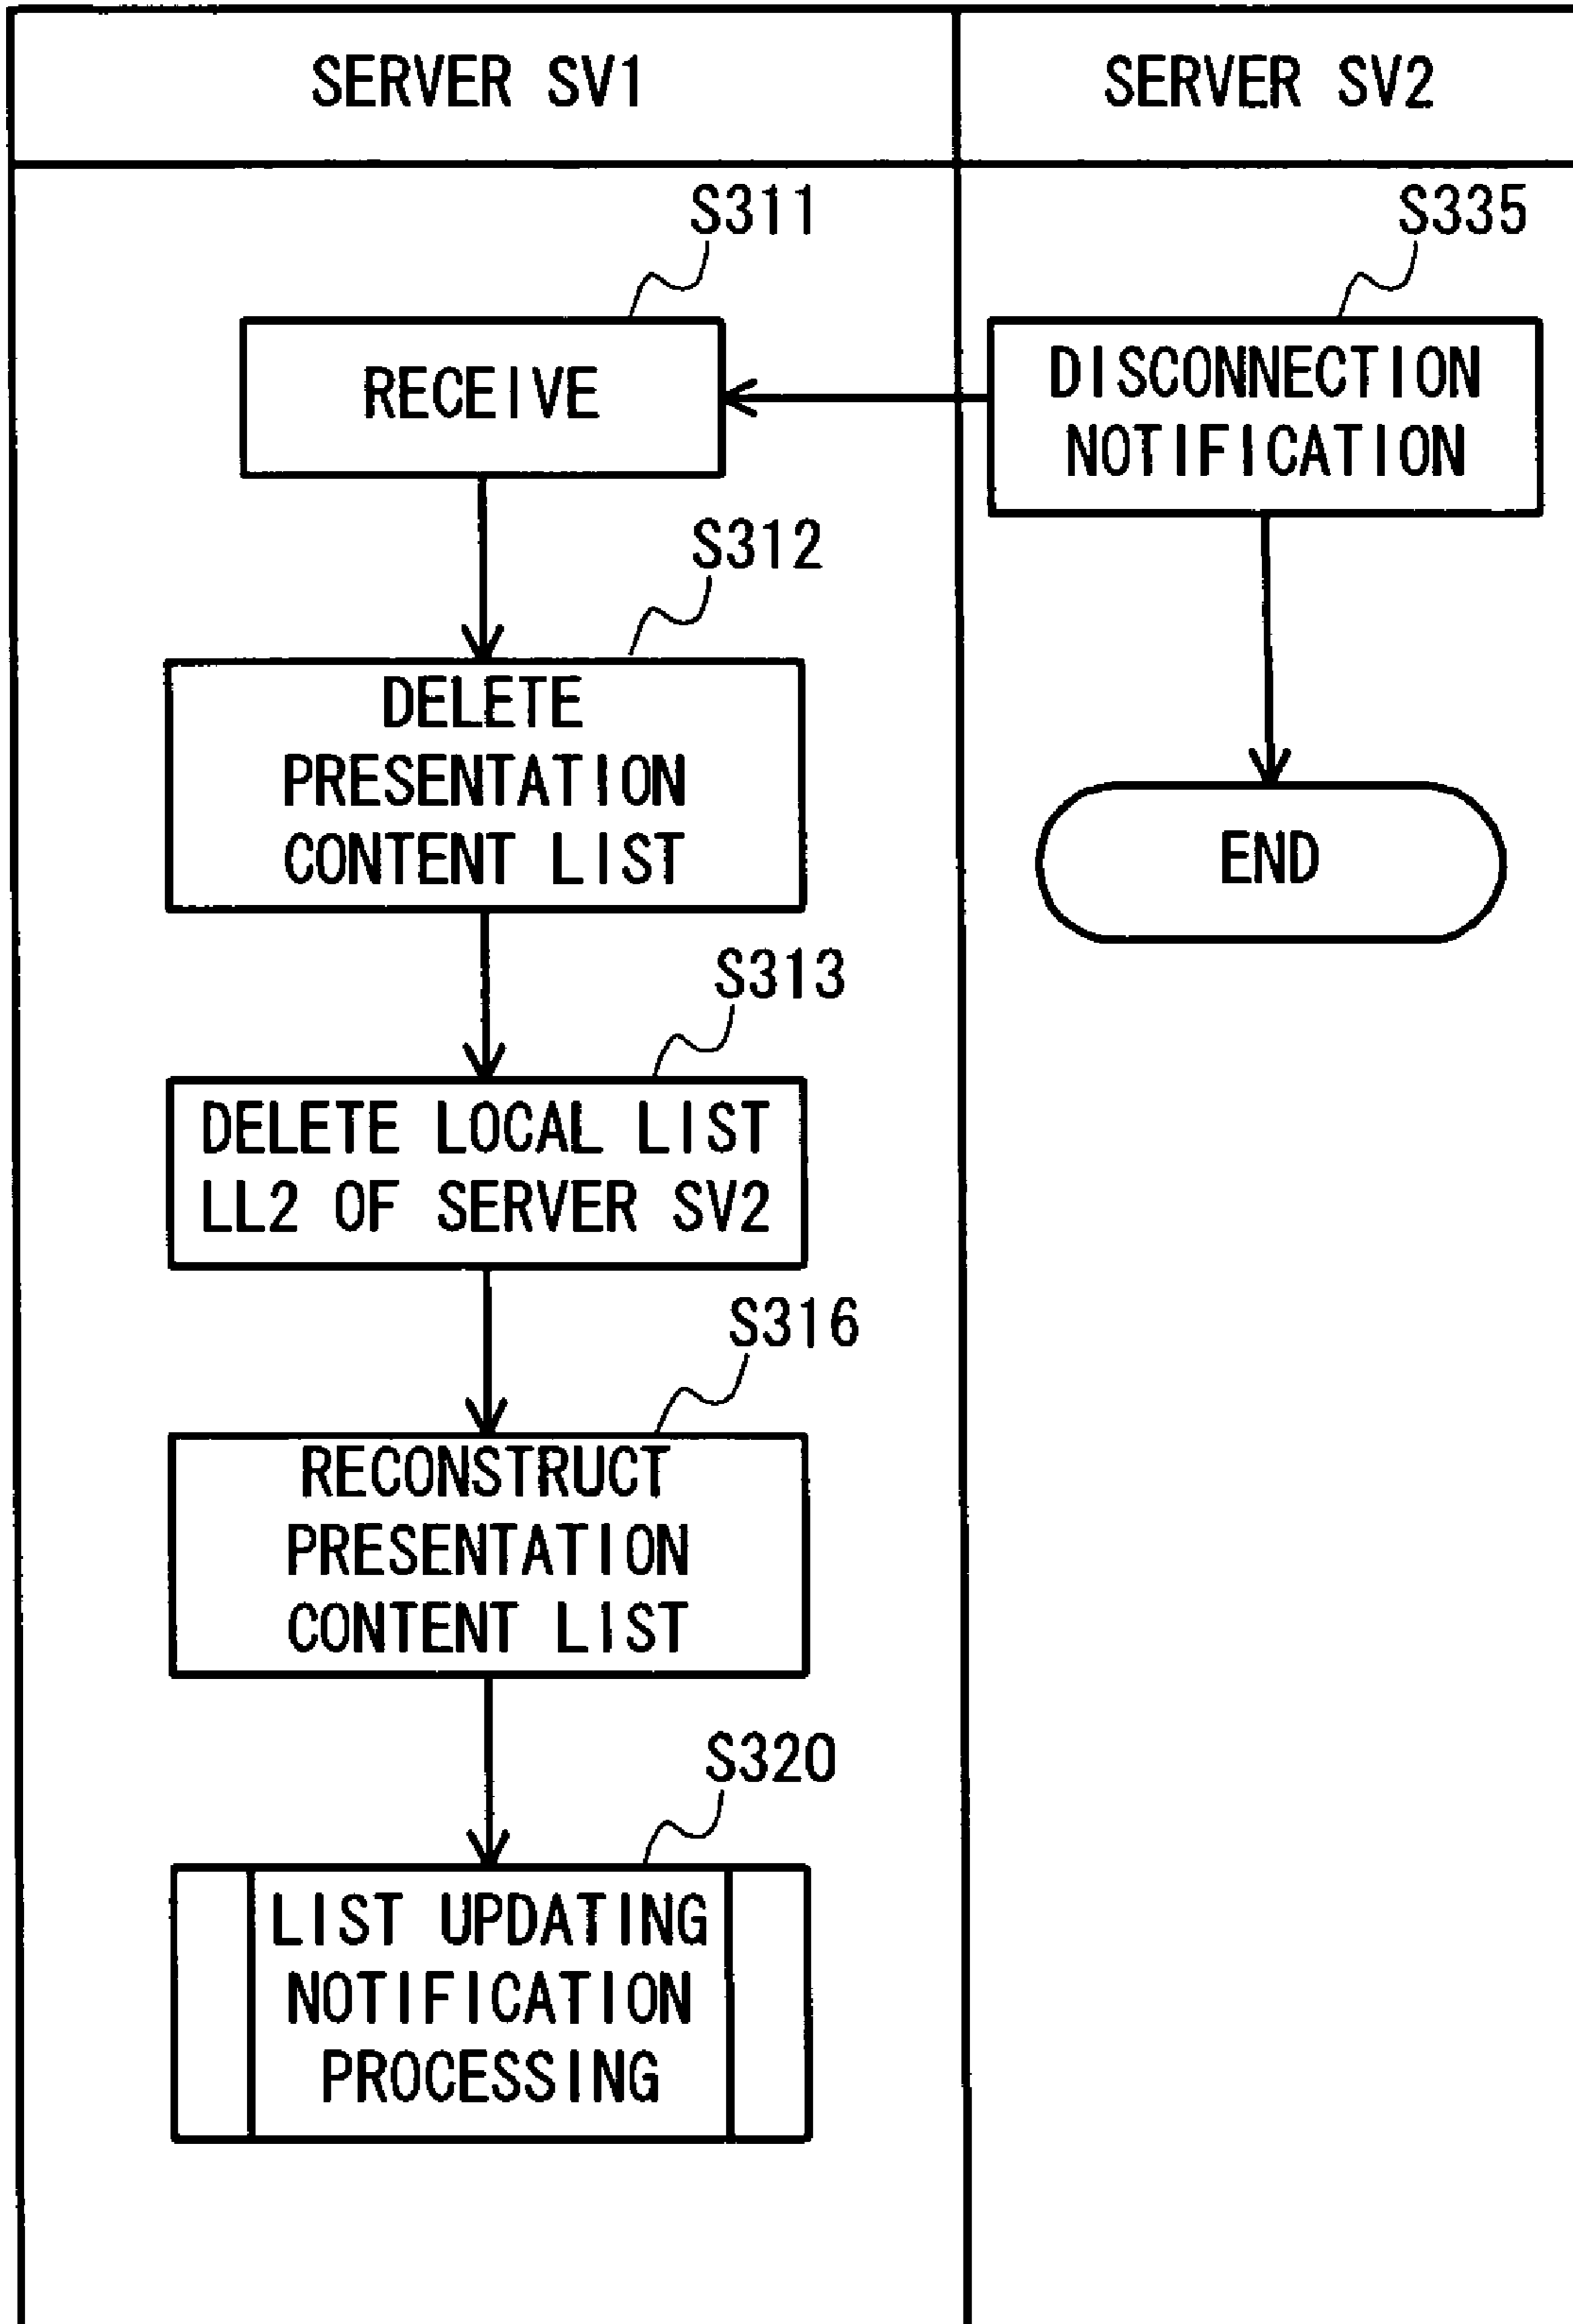 SERVER SV1
SERVER SV2
S311
S335
RECEIVE
DISCONNECTION
NOTIFICATION
S312
DELETE
PRESENTATION
CONTENT LIST
END
S313
DELETE LOCAL LIST
LL2 OF SERVER SV2
S316
RECONSTRUCT
PRESENTATION
CONTENT LIST
S320
LIST UPDATING
NOTIFICATION
PROCESSING